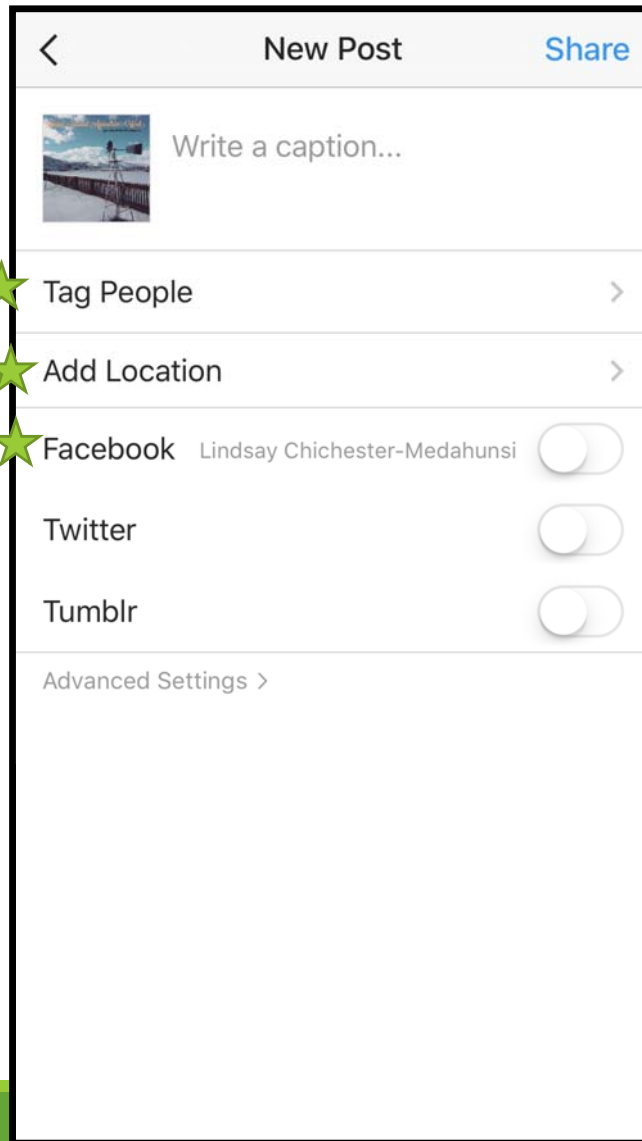 New Post
Share
Write a caption...
Tag People
Add Location
Facebook Lindsay Chichester-Medahunsi
Twitter
Tumblr
Advanced Settings >